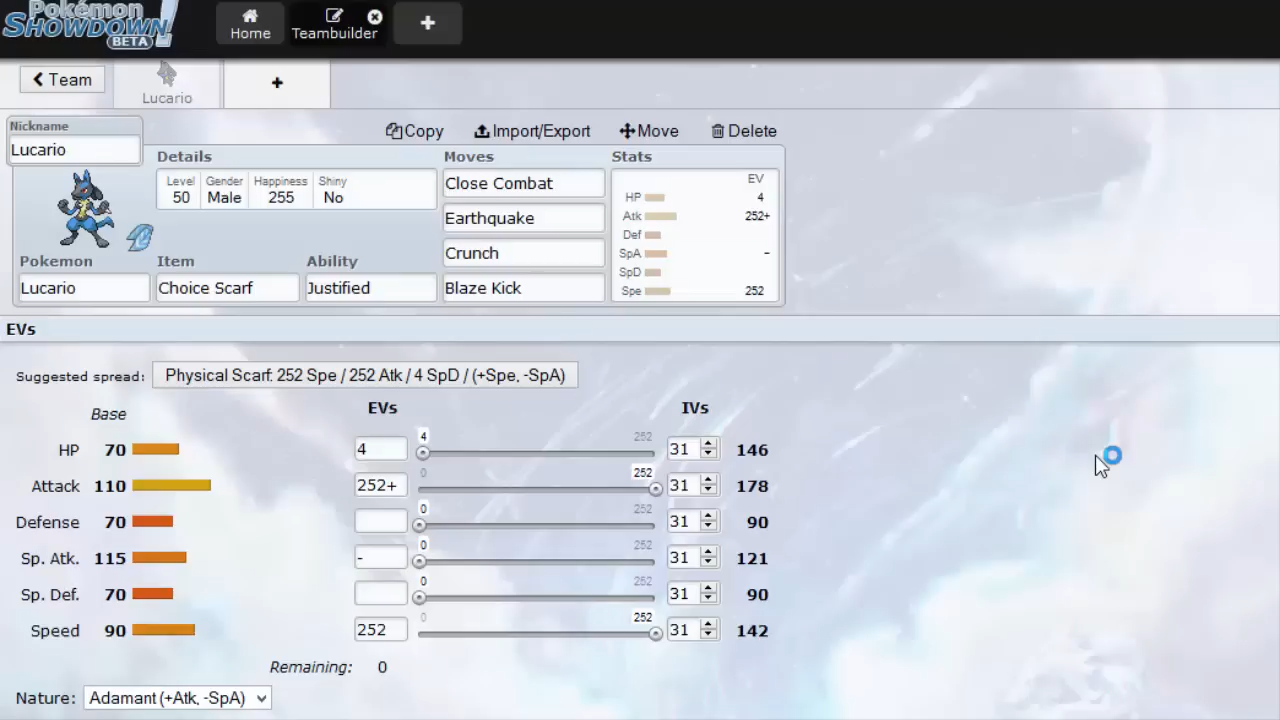 Pokémon
SHOWDOWN!
BETA
Home
Teambuilder
+
Team
Lucario
+
Nickname
Lucario
Copy
Import/Export
Move
Delete
Details
Level Gender Happiness Shiny
50 Male 255 No
Moves
Close Combat
Earthquake
Crunch
Blaze Kick
Stats
EV
HP 4
Atk 252+
Def
SpA -
SpD
Spe 252
Pokemon Item Ability
Lucario Choice Scarf Justified
EVs
Suggested spread: Physical Scarf: 252 Spe / 252 Atk / 4 SpD / (+Spe, -SpA)
Base EVs IVs
HP 70 4 4 252 31 146
Attack 110 252+ 0 252 31 178
Defense 70 0 252 31 90
Sp. Atk. 115 - 0 252 31 121
Sp. Def. 70 0 252 31 90
Speed 90 252 0 252 31 142
Remaining: 0
Nature: Adamant (+Atk, -SpA)